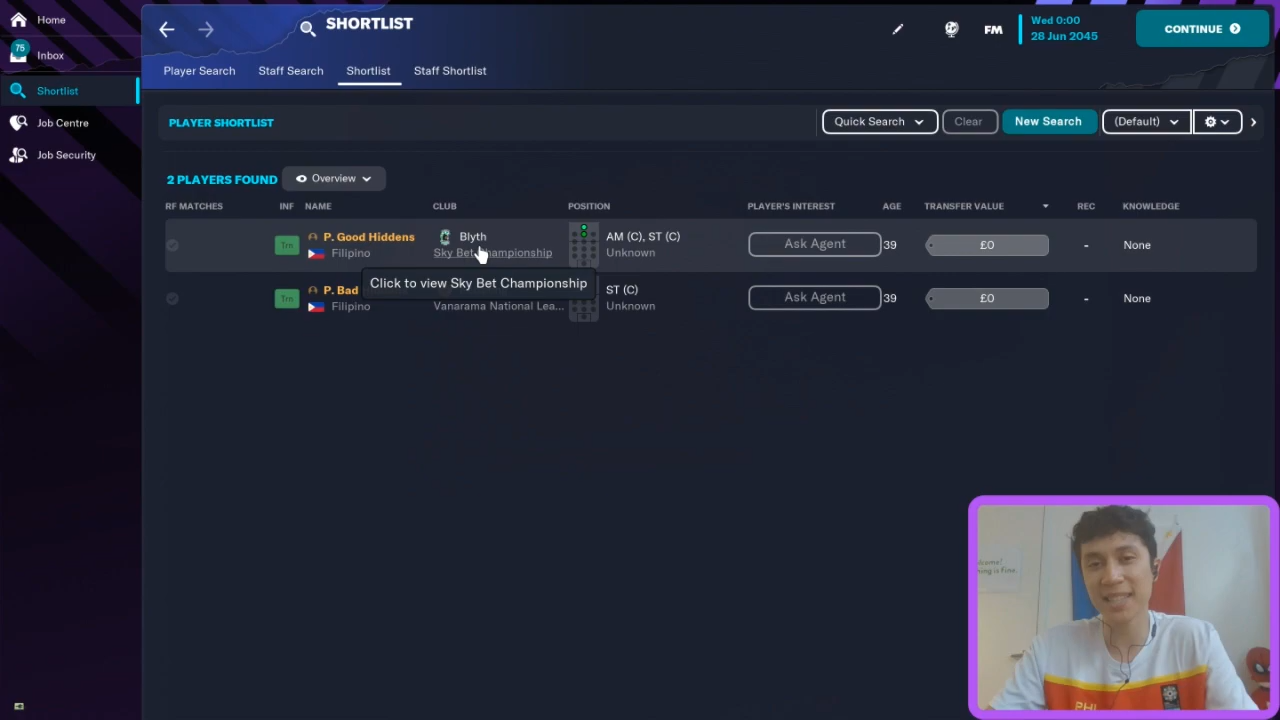 Home
SHORTLIST
FM
Wed 0:00
28 Jun 2045
CONTINUE
75
Inbox
Player Search
Staff Search
Shortlist
Staff Shortlist
Shortlist
Job Centre
Job Security
PLAYER SHORTLIST
Quick Search
Clear
New Search
(Default)
2 PLAYERS FOUND
Overview
RF MATCHES
INF
NAME
CLUB
POSITION
PLAYER'S INTEREST
AGE
TRANSFER VALUE
REC
KNOWLEDGE
Trn
P. Good Hiddens
Filipino
Blyth
Sky Bet Championship
AM (C), ST (C)
Unknown
Ask Agent
39
£0
-
None
Click to view Sky Bet Championship
Trn
P. Bad
Filipino
Vanarama National Lea...
ST (C)
Unknown
Ask Agent
39
£0
-
None
is fine.
PHI